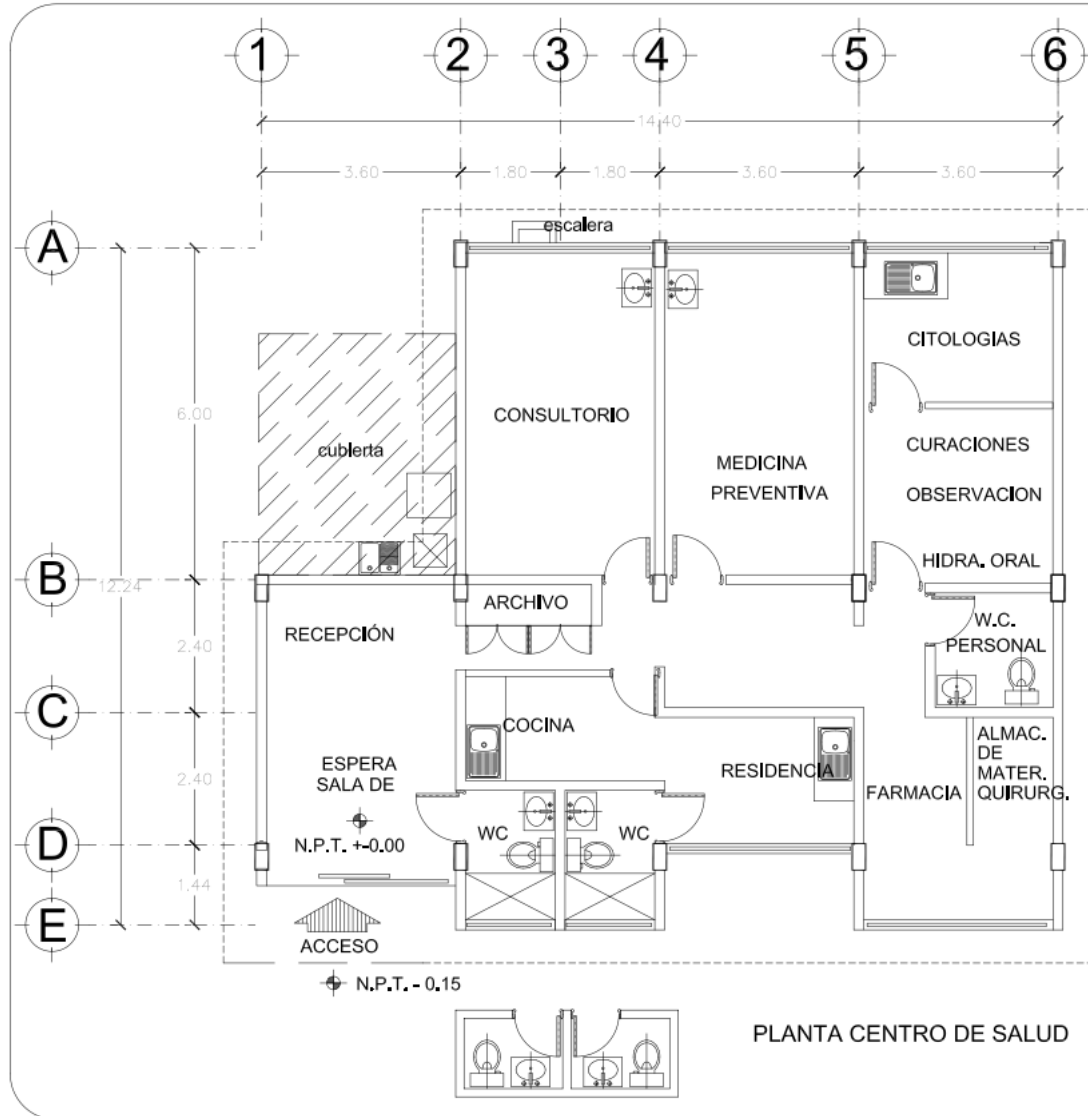 1 2 3 4 5 6
14.40
3.60 1.80 1.80 3.60 3.60
escalera
A
CITOLOGIAS
CONSULTORIO
6.00
cubierta
CURACIONES
MEDICINA
PREVENTIVA
OBSERVACION
HIDRA. ORAL
B
12.24
ARCHIVO
RECEPCIÓN
W.C.
PERSONAL
2.40
C
COCINA
ALMAC.
DE
MATER.
QUIRURG.
ESPERA
SALA DE
RESIDENCIA
FARMACIA
2.40
WC
WC
D
N.P.T. +-0.00
1.44
E
ACCESO
N.P.T. - 0.15
PLANTA CENTRO DE SALUD